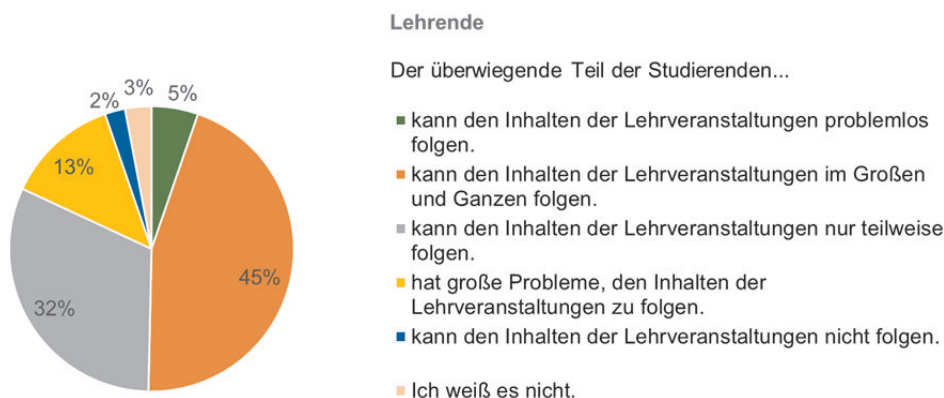 Lehrende
Der überwiegende Teil der Studierenden...
3%
2%
5%
13%
45%
32%
kann den Inhalten der Lehrveranstaltungen problemlos
folgen.
kann den Inhalten der Lehrveranstaltungen im Großen
und Ganzen folgen.
kann den Inhalten der Lehrveranstaltungen nur teilweise
folgen.
hat große Probleme, den Inhalten der
Lehrveranstaltungen zu folgen.
kann den Inhalten der Lehrveranstaltungen nicht folgen.
Ich weiß es nicht.